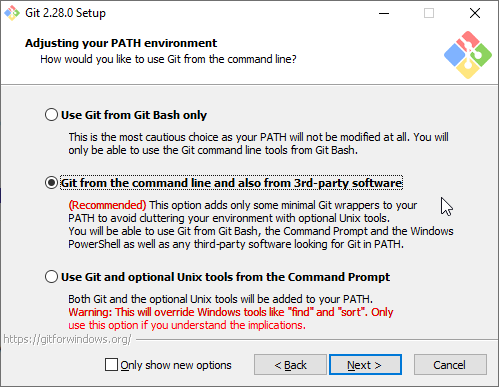 Git 2.28.0 Setup
Adjusting your PATH environment
How would you like to use Git from the command line?
Use Git from Git Bash only
This is the most cautious choice as your PATH will not be modified at all. You will
only be able to use the Git command line tools from Git Bash.
Git from the command line and also from 3rd-party software
(Recommended) This option adds only some minimal Git wrappers to your
PATH to avoid cluttering your environment with optional Unix tools.
You will be able to use Git from Git Bash, the Command Prompt and the Windows
PowerShell as well as any third-party software looking for Git in PATH.
Use Git and optional Unix tools from the Command Prompt
Both Git and the optional Unix tools will be added to your PATH.
Warning: This will override Windows tools like "find" and "sort". Only
use this option if you understand the implications.
https://gitforwindows.org/
Only show new options
< Back
Next >
Cancel